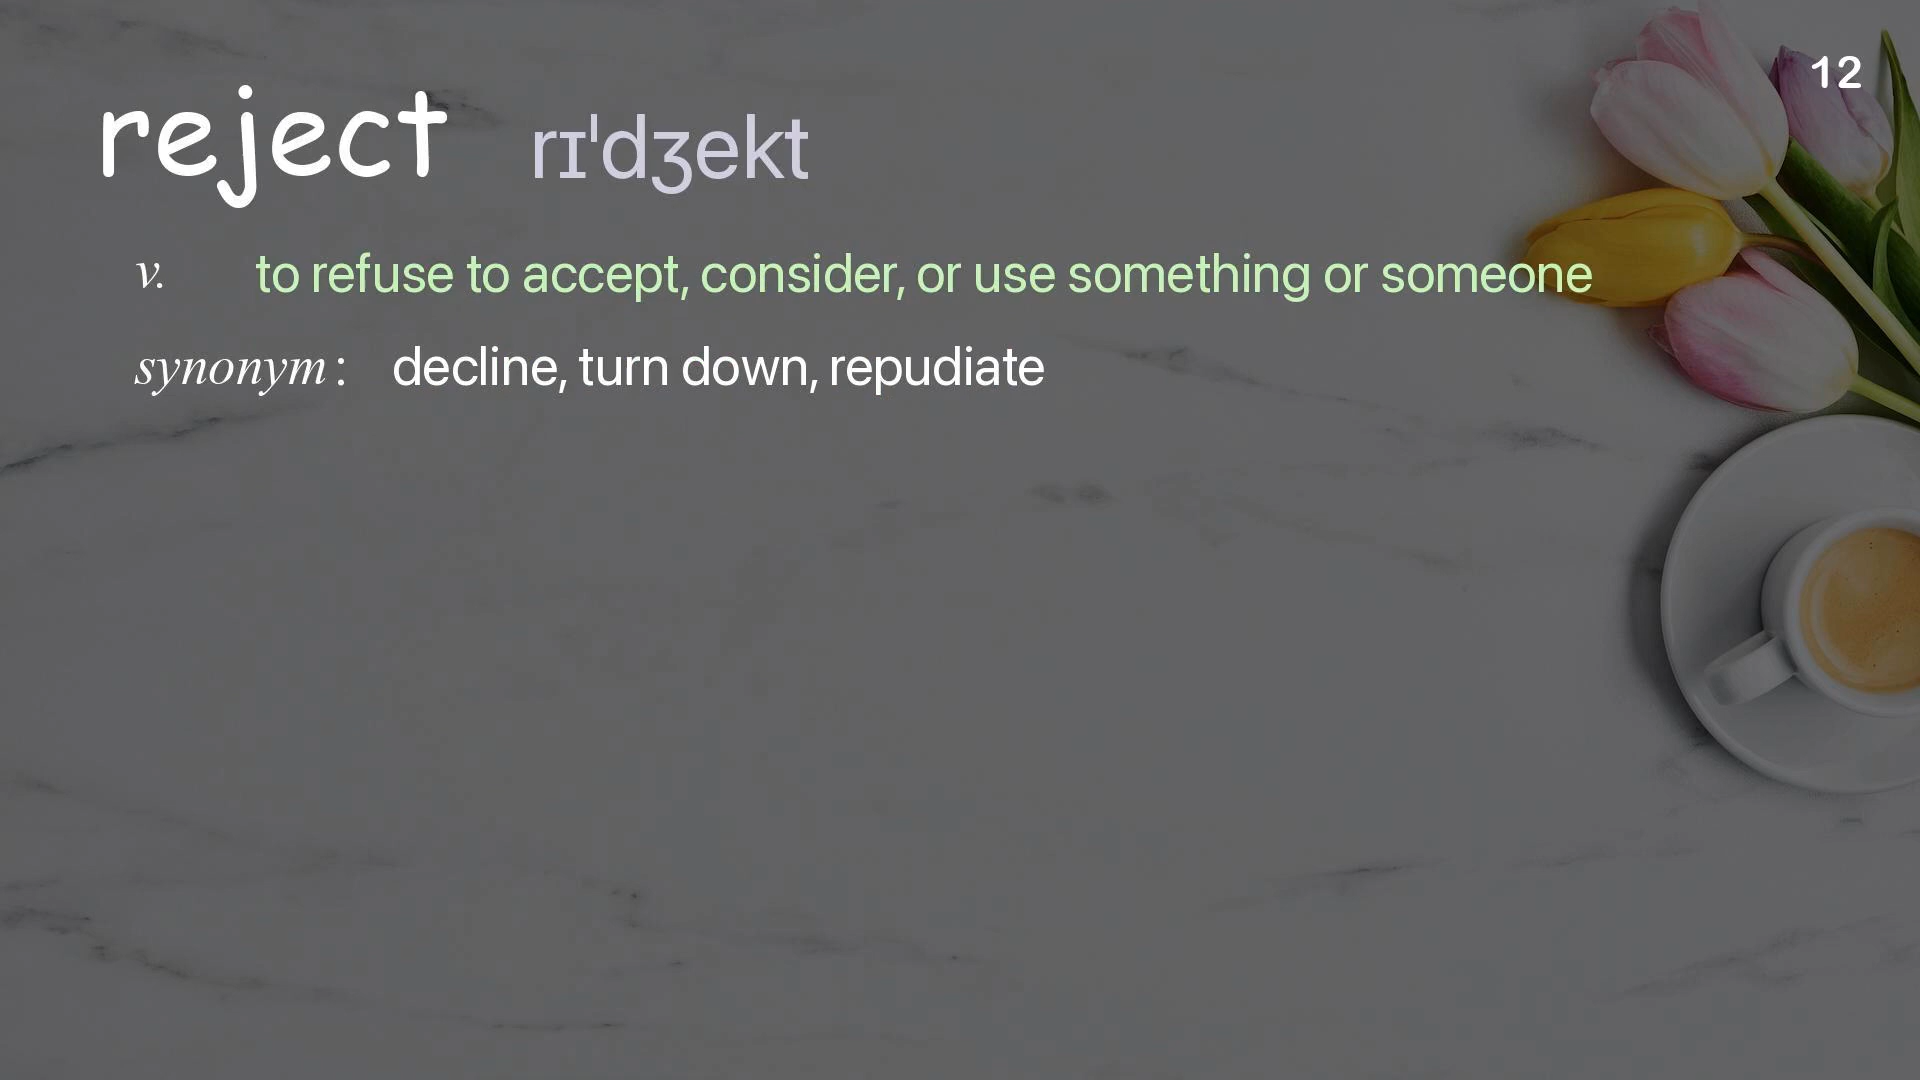 12
reject rɪˈdʒekt
v. to refuse to accept, consider, or use something or someone
synonym : decline, turn down, repudiate